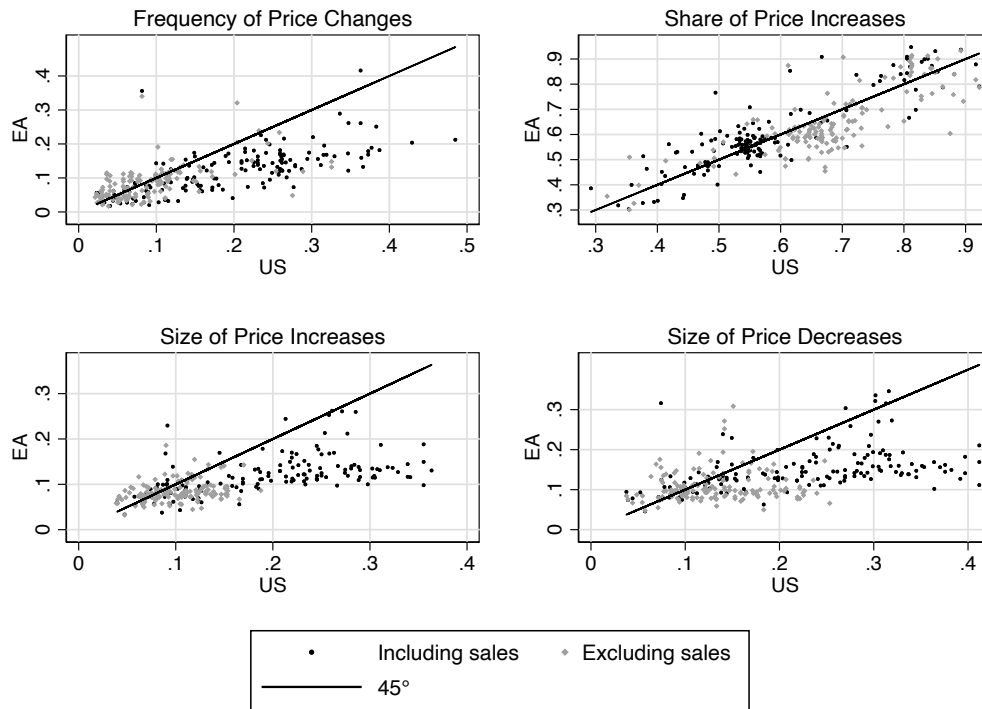 Frequency of Price Changes
EA
0 .1 .2 .3 .4
0 .1 .2 .3 .4 .5
US
Share of Price Increases
EA
.3 .4 .5 .6 .7 .8 .9
.3 .4 .5 .6 .7 .8 .9
US
Size of Price Increases
EA
0 .1 .2 .3
0 .1 .2 .3 .4
US
Size of Price Decreases
EA
0 .1 .2 .3
0 .1 .2 .3 .4
US
Including sales Excluding sales
45°